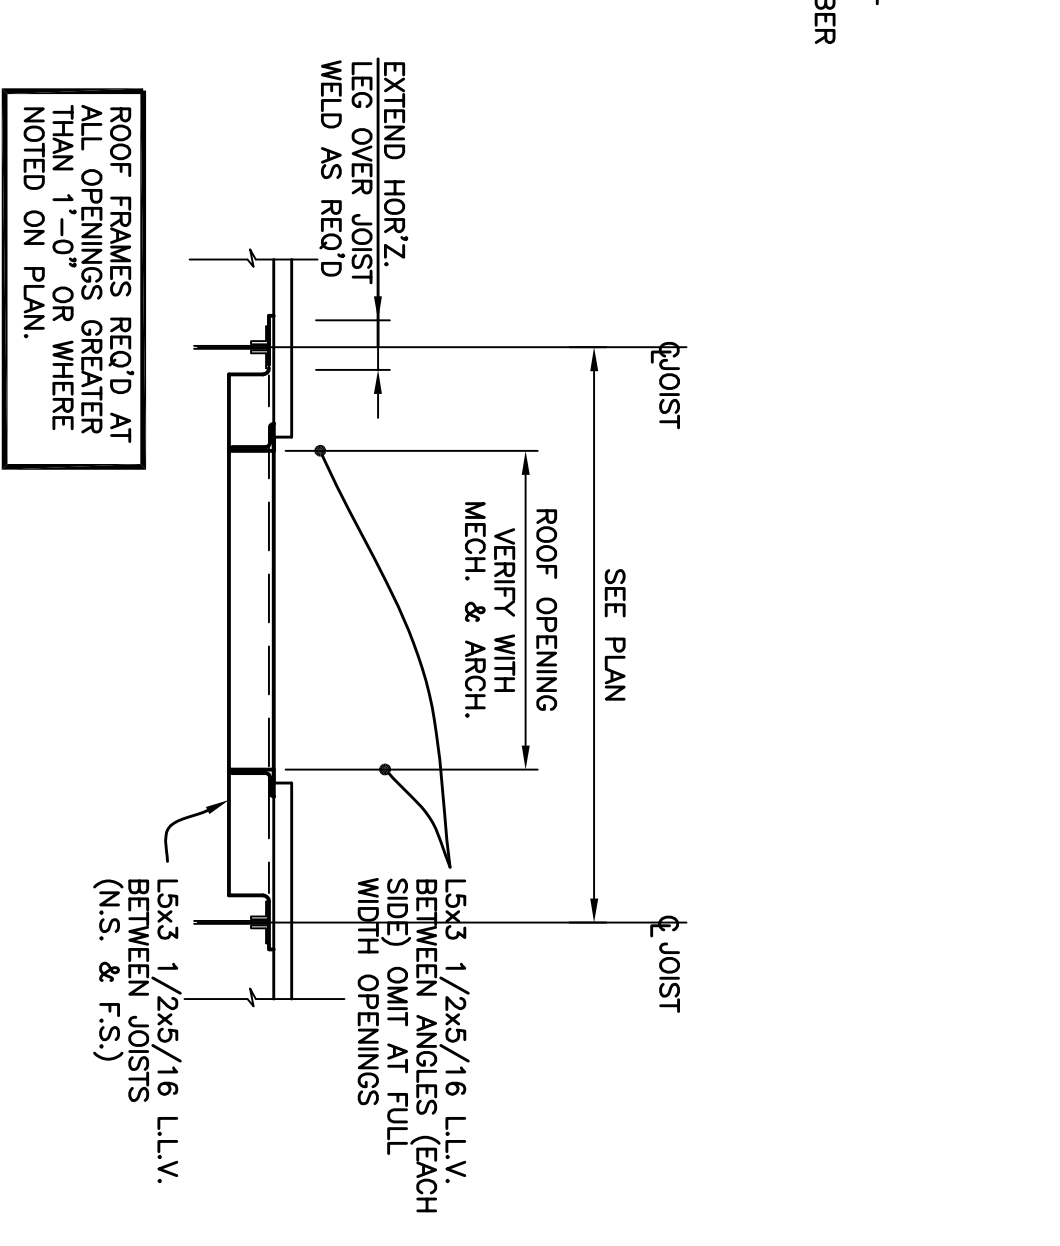 BER
℄ JOIST
℄ JOIST
SEE PLAN
ROOF OPENING
VERIFY WITH
MECH. & ARCH.
EXTEND HOR'Z.
LEG OVER JOIST
WELD AS REQ'D
L5x3 1/2x5/16 L.L.V.
BETWEEN ANGLES (EACH
SIDE) OMIT AT FULL
WIDTH OPENINGS
L5x3 1/2x5/16 L.L.V.
BETWEEN JOISTS
(N.S. & F.S.)
ROOF FRAMES REQ'D AT
ALL OPENINGS GREATER
THAN 1'-0" OR WHERE
NOTED ON PLAN.